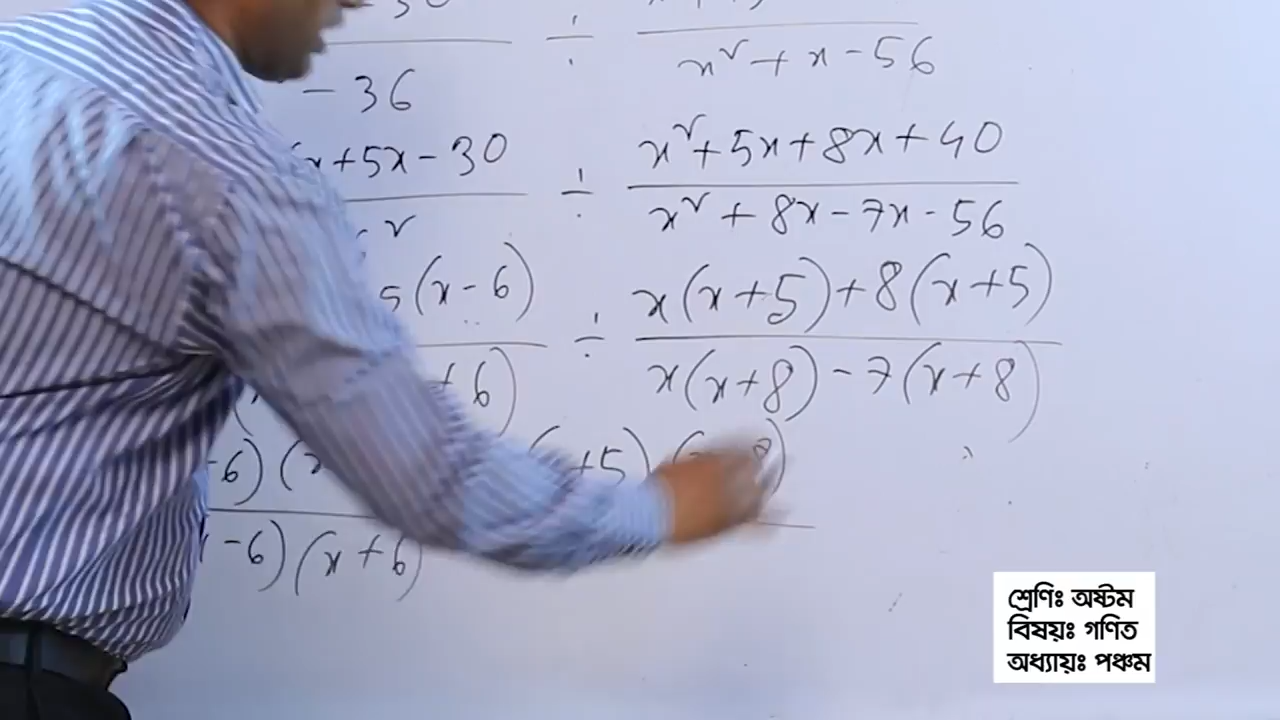 ÷ x² + x - 56
- 36
x + 5x - 30 ÷ x² + 5x + 8x + 40
x² + 8x - 7x - 56
5(x - 6) ÷ x(x + 5) + 8(x + 5)
+ 6) x(x + 8) - 7(x + 8)
- 6)( + 5)
- 6)(x + 6)
শ্রেণিঃ অষ্টম
বিষয়ঃ গণিত
অধ্যায়ঃ পঞ্চম